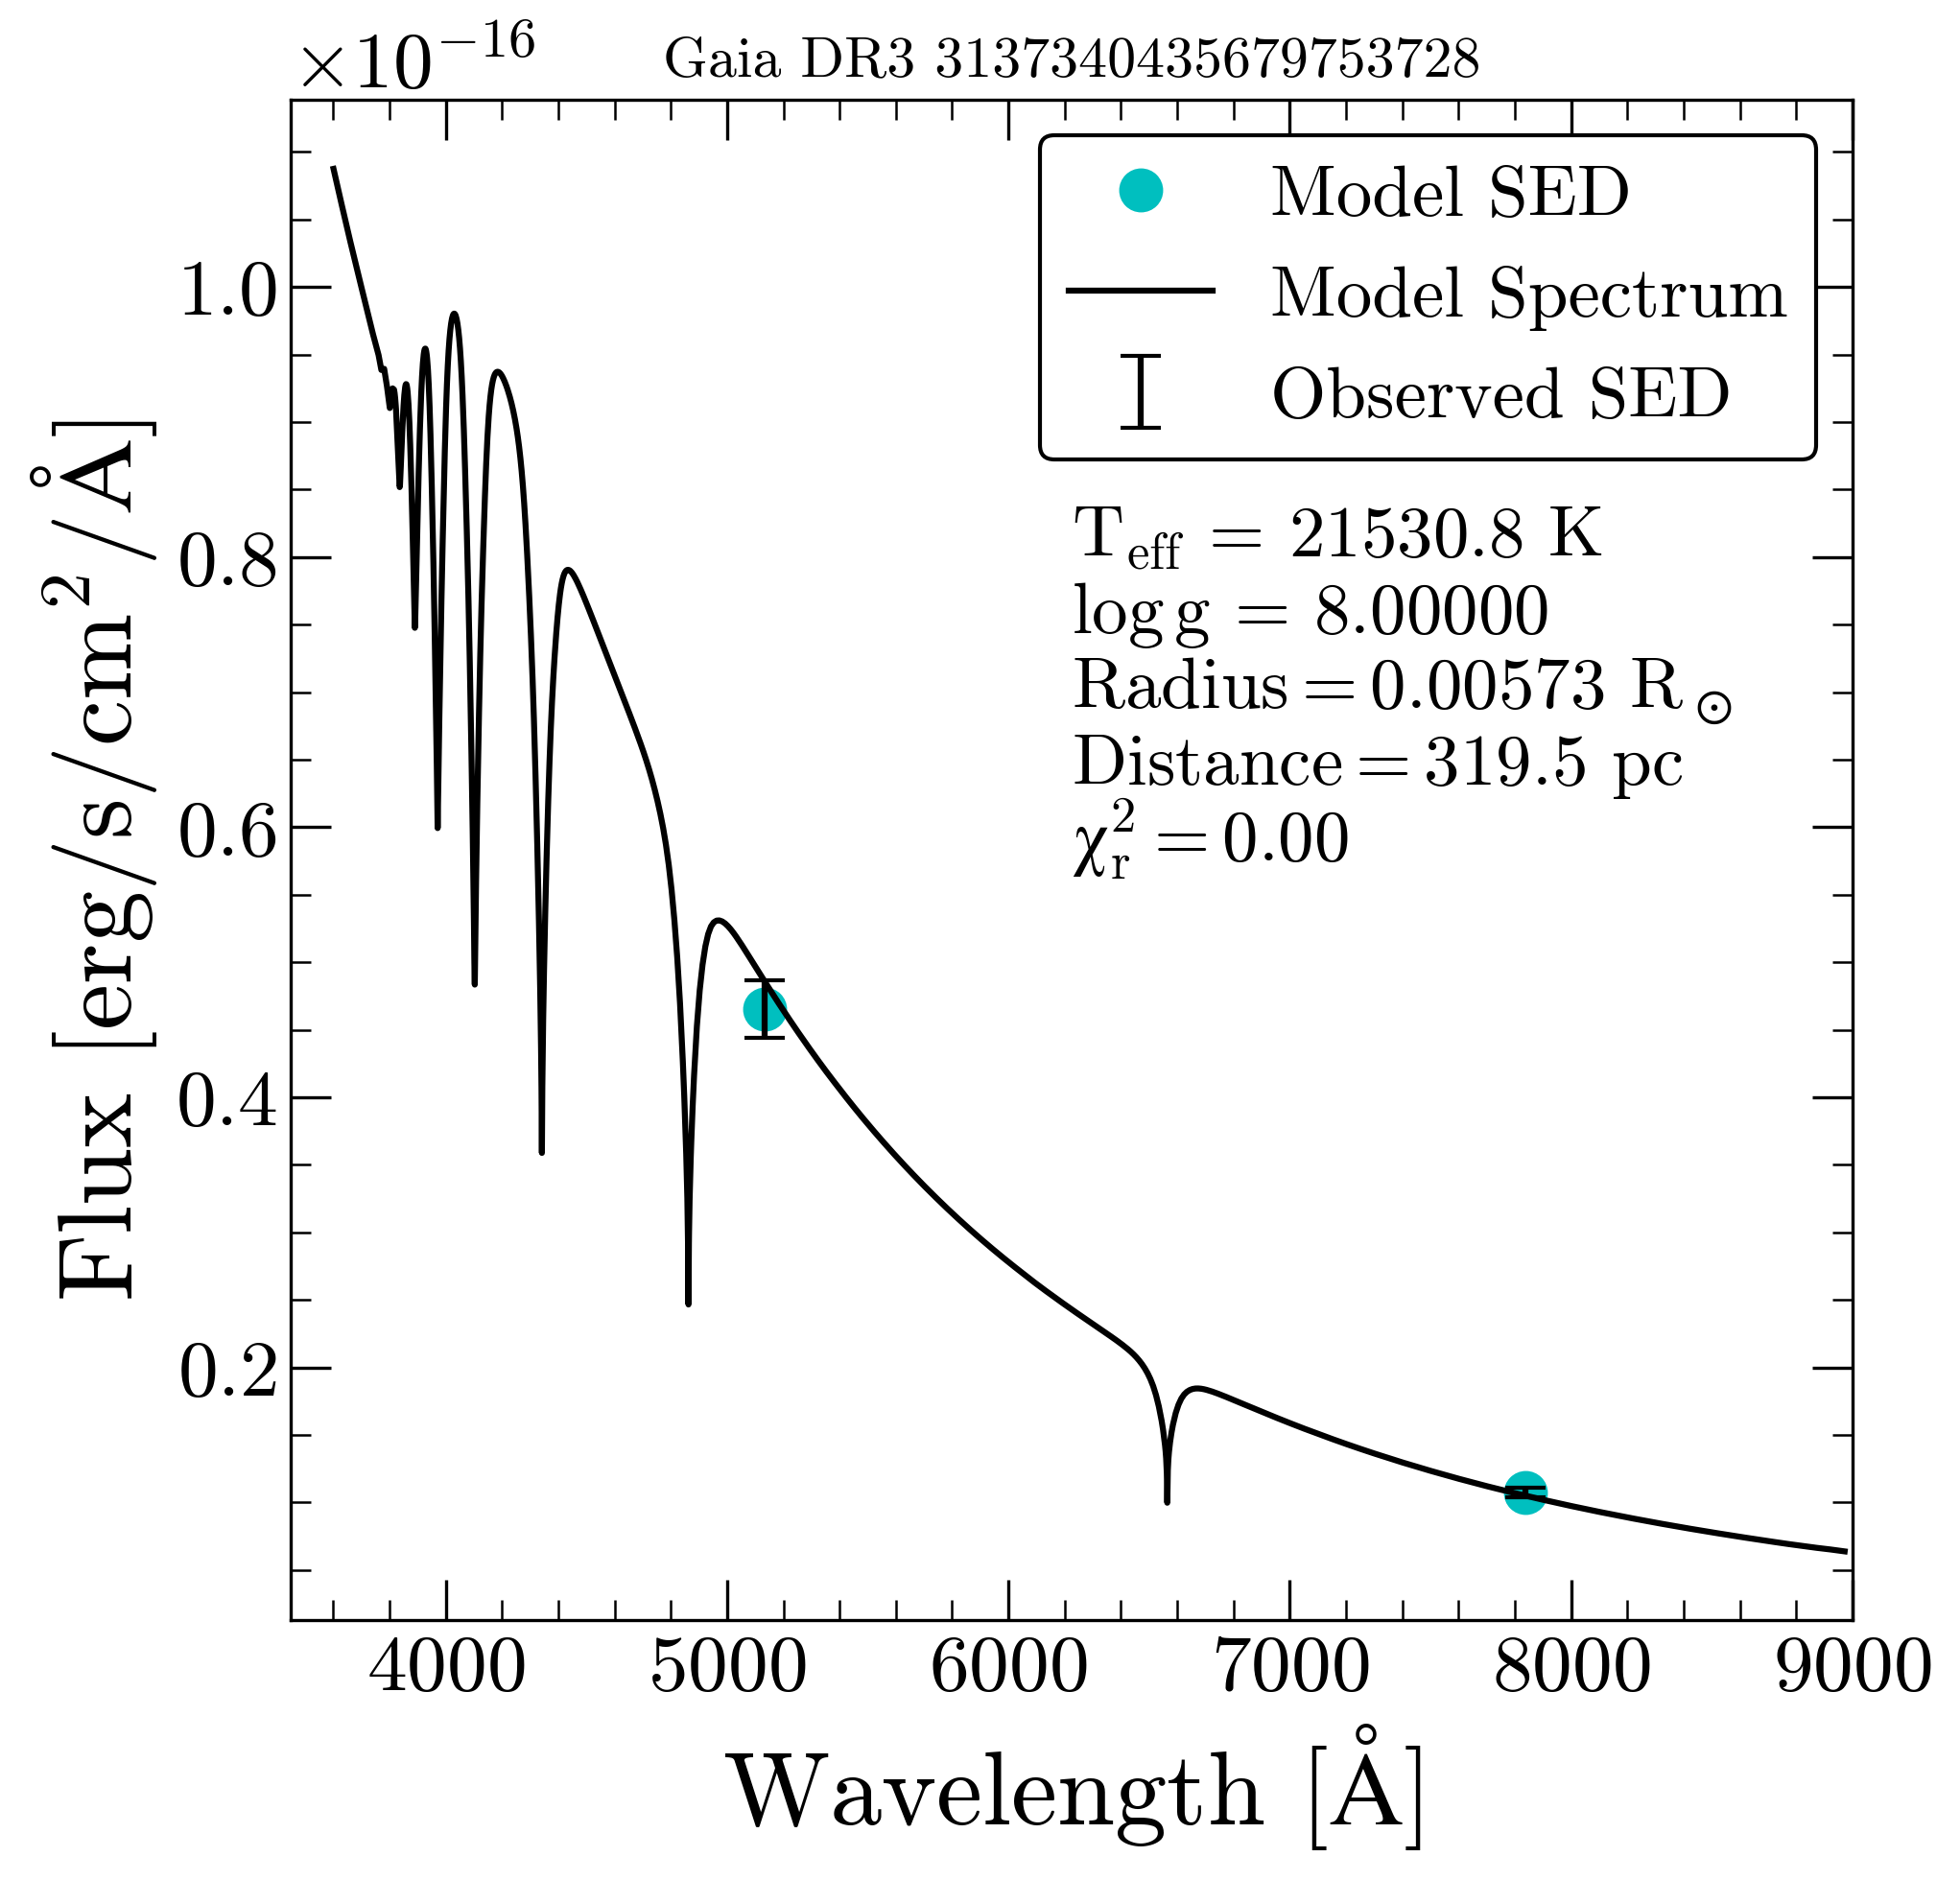 ×10⁻¹⁶
Gaia DR3 3137340435679753728
Model SED
Model Spectrum
Observed SED
T_eff = 21530.8 K
log g = 8.00000
Radius = 0.00573 R_⊙
Distance = 319.5 pc
χ²_r = 0.00
1.0
0.8
0.6
0.4
0.2
Flux [erg/s/cm²/Å]
4000 5000 6000 7000 8000 9000
Wavelength [Å]